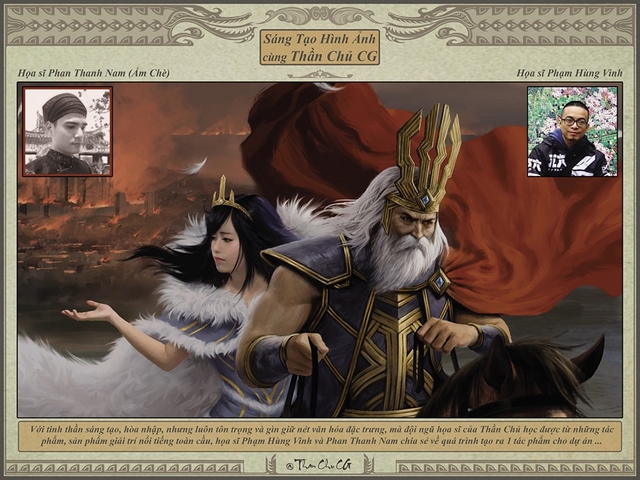 Sáng Tạo Hình Ảnh
cùng Thần Chú CG
Họa sĩ Phan Thanh Nam (Ấm Chè)
Họa sĩ Phạm Hùng Vinh
Với tinh thần sáng tạo, hòa nhập, nhưng luôn tôn trọng và gìn giữ nét văn hóa đặc trưng, mà đội ngũ họa sĩ của Thần Chú học được từ những tác
phẩm, sản phẩm giải trí nổi tiếng toàn cầu, họa sĩ Phạm Hùng Vinh và Phan Thanh Nam chia sẻ về quá trình tạo ra 1 tác phẩm cho dự án ...
@ Thần Chú CG